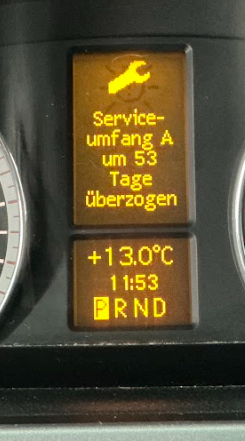 Service-
umfang A
um 53
Tage
überzogen
+13.0°C
11:53
P R N D